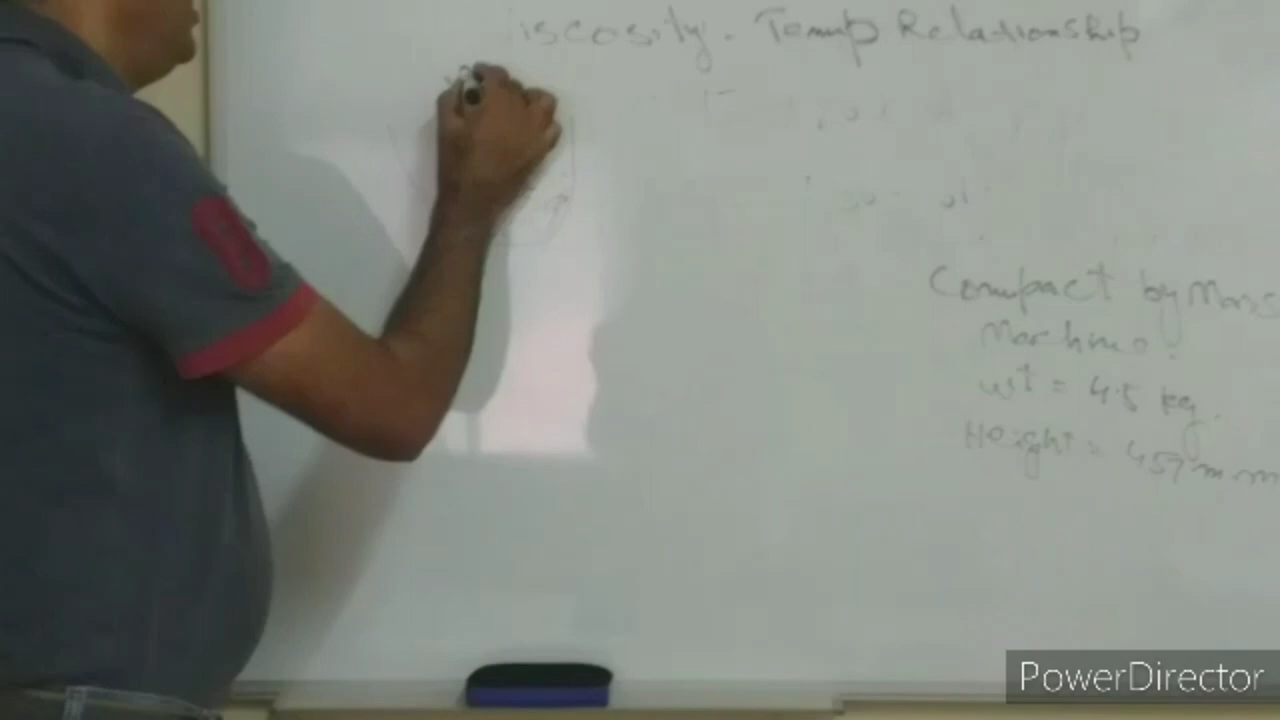 iscosity. Temp Relationship
Compact by Mars
Machine.
wt = 4.5 kg.
Height = 457 mm
PowerDirector